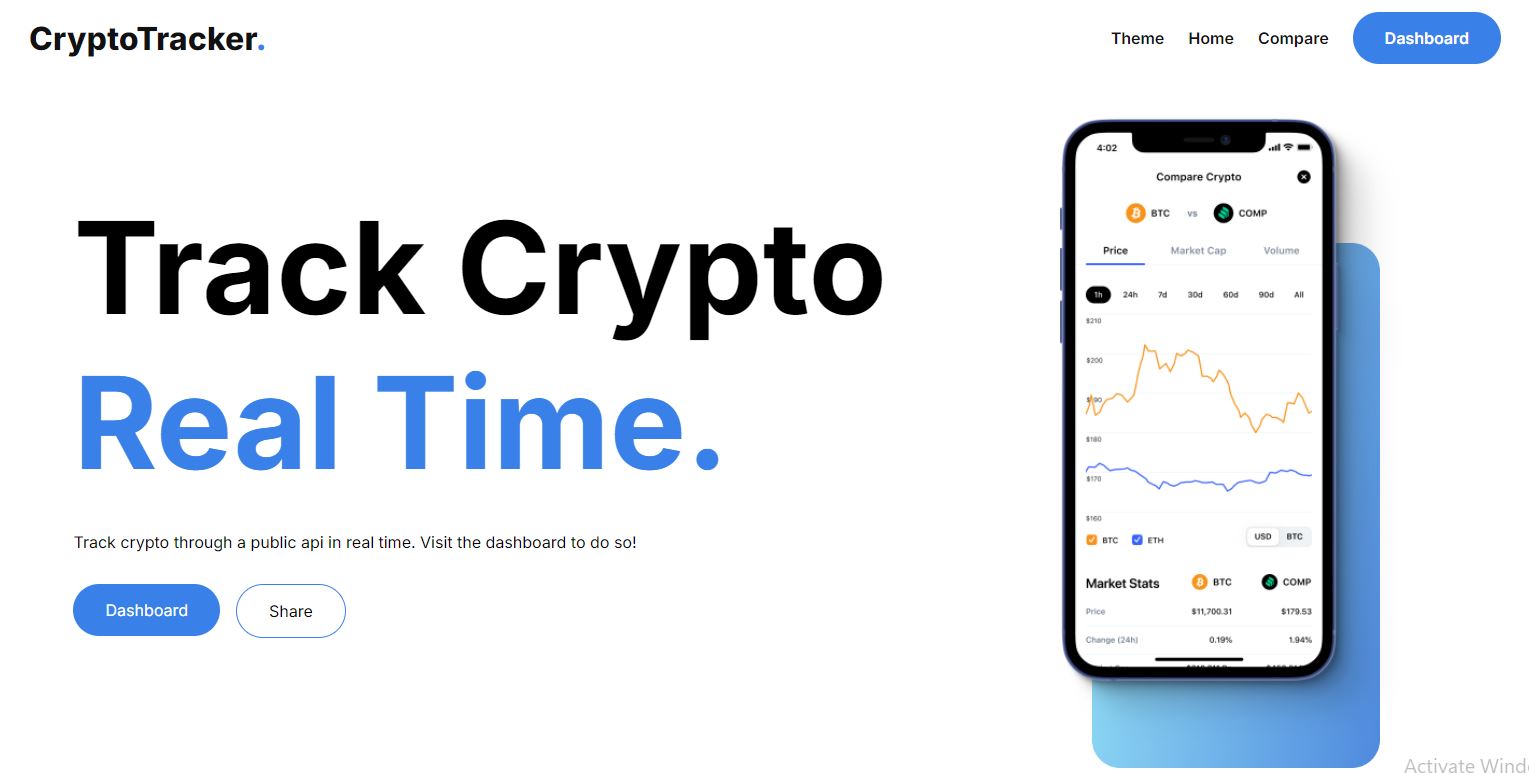 CryptoTracker.
Theme Home Compare Dashboard
Track Crypto
Real Time.
Track crypto through a public api in real time. Visit the dashboard to do so!
Dashboard Share
4:02
Compare Crypto
BTC vs COMP
Price Market Cap Volume
1h 24h 7d 30d 60d 90d All
$210
$200
$190
$180
$170
$160
BTC ETH USD BTC
Market Stats BTC COMP
Price $11,700.31 $179.53
Change (24h) 0.19% 1.94%
Activate